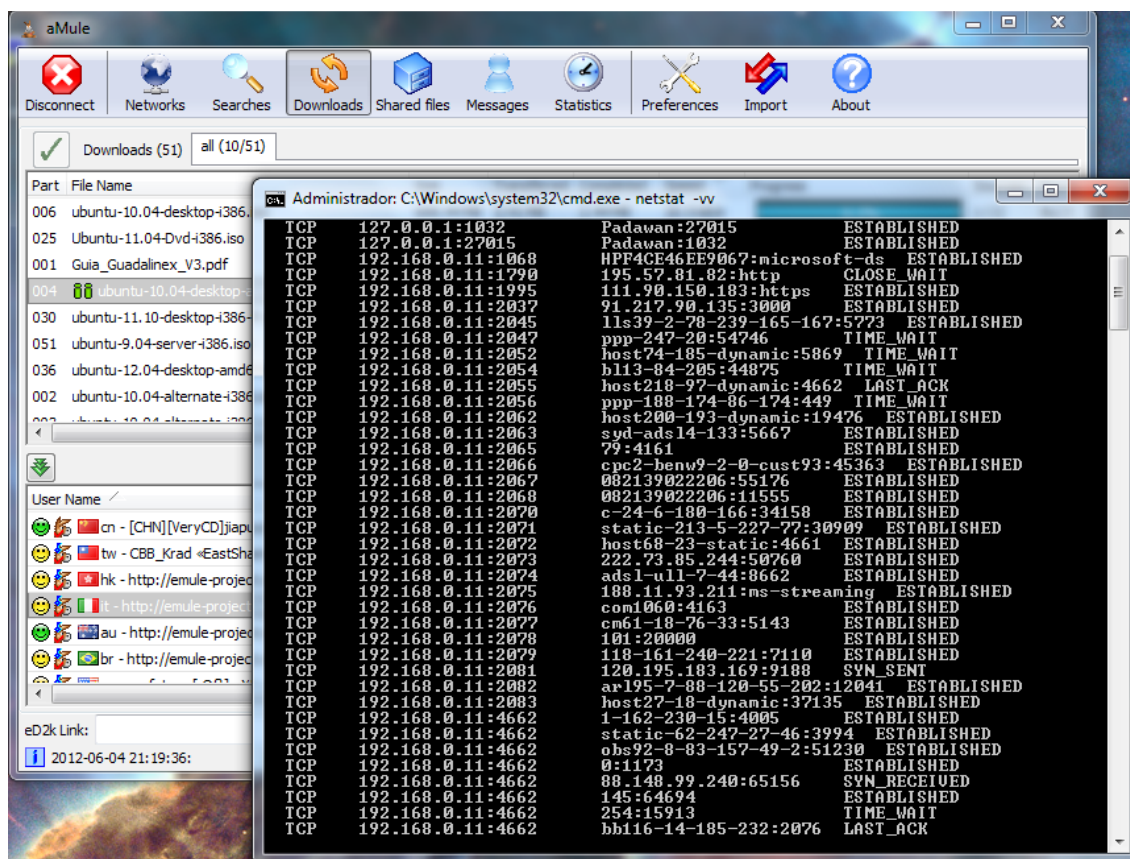 aMule
Disconnect Networks Searches Downloads Shared files Messages Statistics Preferences Import About
Downloads (51) all (10/51)
Part File Name
006 ubuntu-10.04-desktop-i386.
025 Ubuntu-11.04-Dvd-i386.iso
001 Guia_Guadalinex_V3.pdf
004 ubuntu-10.04-desktop-a
030 ubuntu-11.10-desktop-i386-
051 ubuntu-9.04-server-i386.iso
036 ubuntu-12.04-desktop-amd6
002 ubuntu-10.04-alternate-i386
User Name
cn - [CHN][VeryCD]jiapu
tw - CBB_Krad «EastSha
hk - http://emule-projec
it - http://emule-projec
au - http://emule-projec
br - http://emule-projec
eD2k Link:
2012-06-04 21:19:36:
Administrador: C:\Windows\system32\cmd.exe - netstat -vv
TCP 127.0.0.1:1032 Padawan:27015 ESTABLISHED
TCP 127.0.0.1:27015 Padawan:1032 ESTABLISHED
TCP 192.168.0.11:1068 HPF4CE46EE9067:microsoft-ds ESTABLISHED
TCP 192.168.0.11:1790 195.57.81.82:http CLOSE_WAIT
TCP 192.168.0.11:1995 111.90.150.183:https ESTABLISHED
TCP 192.168.0.11:2037 91.217.90.135:3000 ESTABLISHED
TCP 192.168.0.11:2045 lls39-2-78-239-165-167:5773 ESTABLISHED
TCP 192.168.0.11:2047 ppp-247-20:54746 TIME_WAIT
TCP 192.168.0.11:2052 host74-185-dynamic:5869 TIME_WAIT
TCP 192.168.0.11:2054 bl13-84-205:44875 TIME_WAIT
TCP 192.168.0.11:2055 host218-97-dynamic:4662 LAST_ACK
TCP 192.168.0.11:2056 ppp-188-174-86-174:449 TIME_WAIT
TCP 192.168.0.11:2062 host200-193-dynamic:19476 ESTABLISHED
TCP 192.168.0.11:2063 syd-adsl4-133:5667 ESTABLISHED
TCP 192.168.0.11:2065 79:4161 ESTABLISHED
TCP 192.168.0.11:2066 cpc2-benw9-2-0-cust93:45363 ESTABLISHED
TCP 192.168.0.11:2067 082139022206:55176 ESTABLISHED
TCP 192.168.0.11:2068 082139022206:11555 ESTABLISHED
TCP 192.168.0.11:2070 c-24-6-180-166:34158 ESTABLISHED
TCP 192.168.0.11:2071 static-213-5-227-77:30909 ESTABLISHED
TCP 192.168.0.11:2072 host68-23-static:4661 ESTABLISHED
TCP 192.168.0.11:2073 222.73.85.244:50760 ESTABLISHED
TCP 192.168.0.11:2074 adsl-ull-7-44:8662 ESTABLISHED
TCP 192.168.0.11:2075 188.11.93.211:ms-streaming ESTABLISHED
TCP 192.168.0.11:2076 com1060:4163 ESTABLISHED
TCP 192.168.0.11:2077 cm61-18-76-33:5143 ESTABLISHED
TCP 192.168.0.11:2078 101:20000 ESTABLISHED
TCP 192.168.0.11:2079 118-161-240-221:7110 ESTABLISHED
TCP 192.168.0.11:2081 120.195.183.169:9188 SYN_SENT
TCP 192.168.0.11:2082 arl95-7-88-120-55-202:12041 ESTABLISHED
TCP 192.168.0.11:2083 host27-18-dynamic:37135 ESTABLISHED
TCP 192.168.0.11:4662 1-162-230-15:4005 ESTABLISHED
TCP 192.168.0.11:4662 static-62-247-27-46:3994 ESTABLISHED
TCP 192.168.0.11:4662 obs92-8-83-157-49-2:51230 ESTABLISHED
TCP 192.168.0.11:4662 0:1173 ESTABLISHED
TCP 192.168.0.11:4662 88.148.99.240:65156 SYN_RECEIVED
TCP 192.168.0.11:4662 145:64694 ESTABLISHED
TCP 192.168.0.11:4662 254:15913 TIME_WAIT
TCP 192.168.0.11:4662 bb116-14-185-232:2076 LAST_ACK